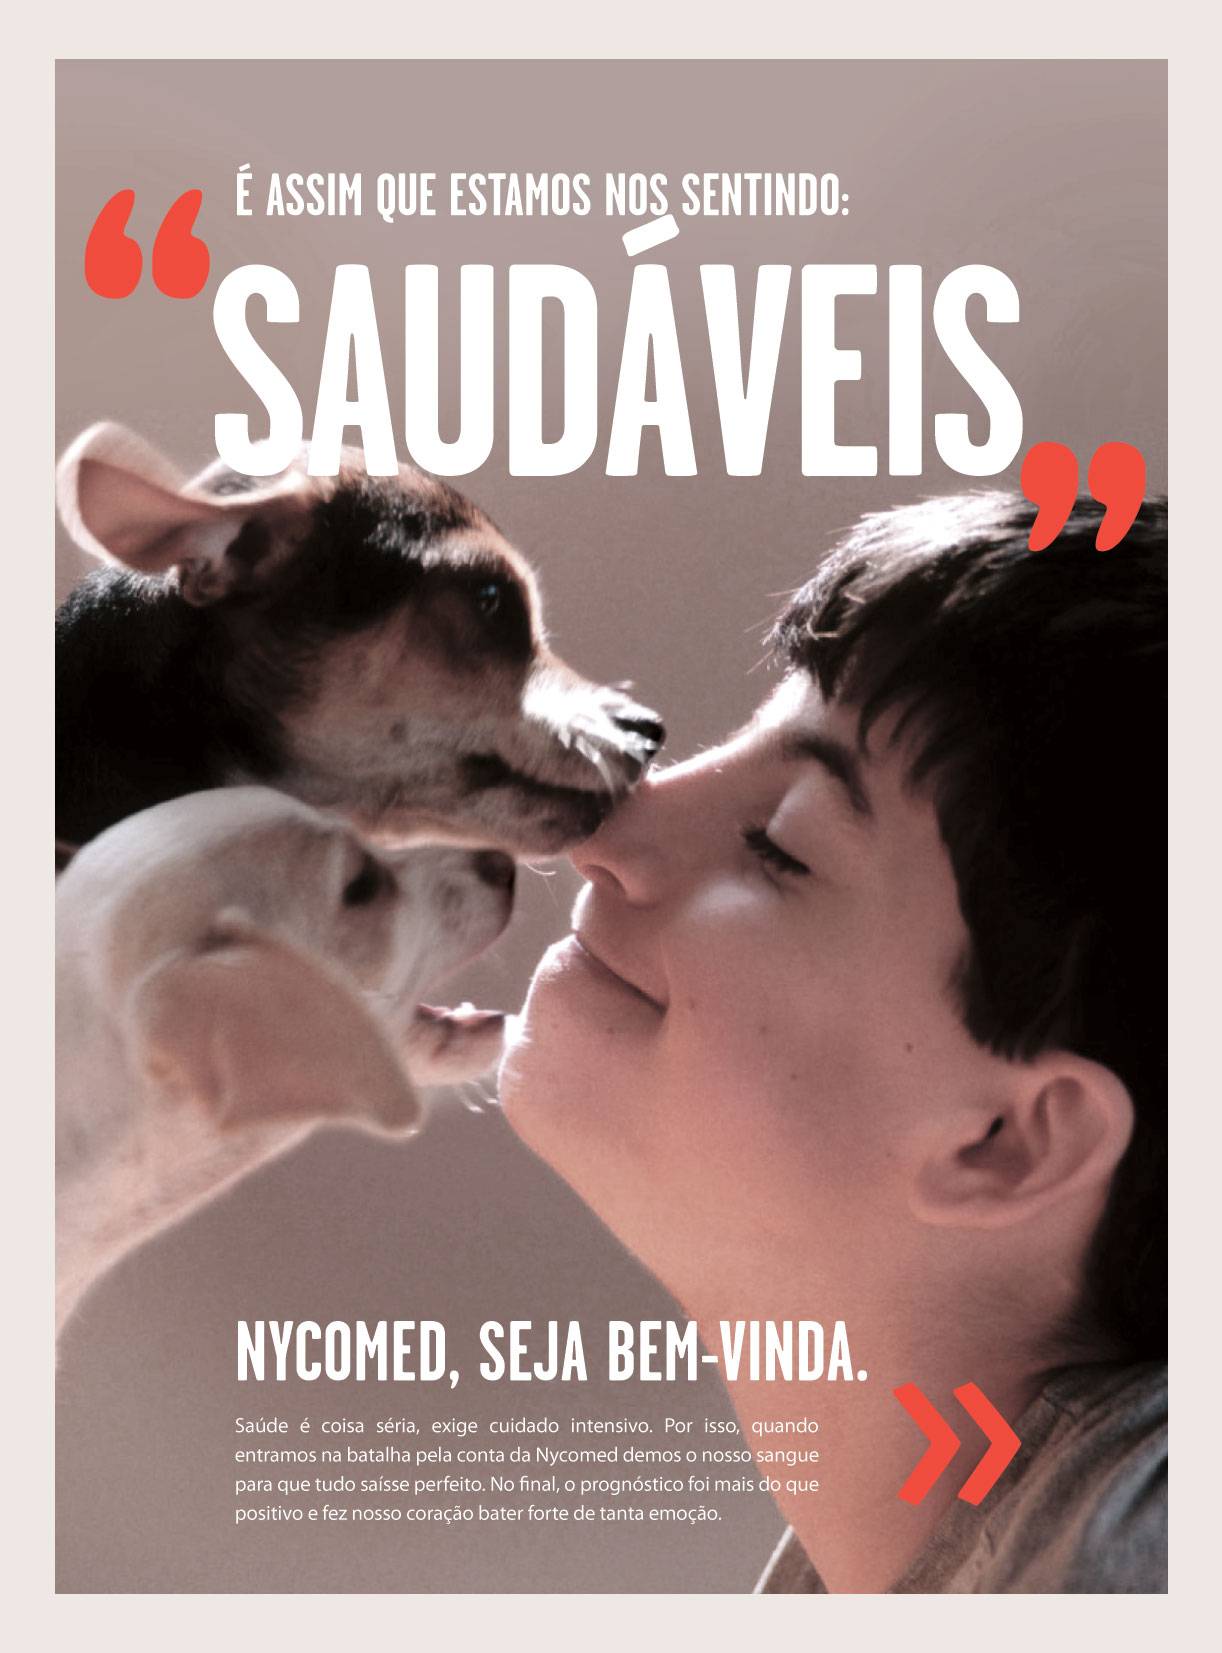 “É ASSIM QUE ESTAMOS NOS SENTINDO:
SAUDÁVEIS”
NYCOMED, SEJA BEM-VINDA.
Saúde é coisa séria, exige cuidado intensivo. Por isso, quando
entramos na batalha pela conta da Nycomed demos o nosso sangue
para que tudo saísse perfeito. No final, o prognóstico foi mais do que
positivo e fez nosso coração bater forte de tanta emoção.
»